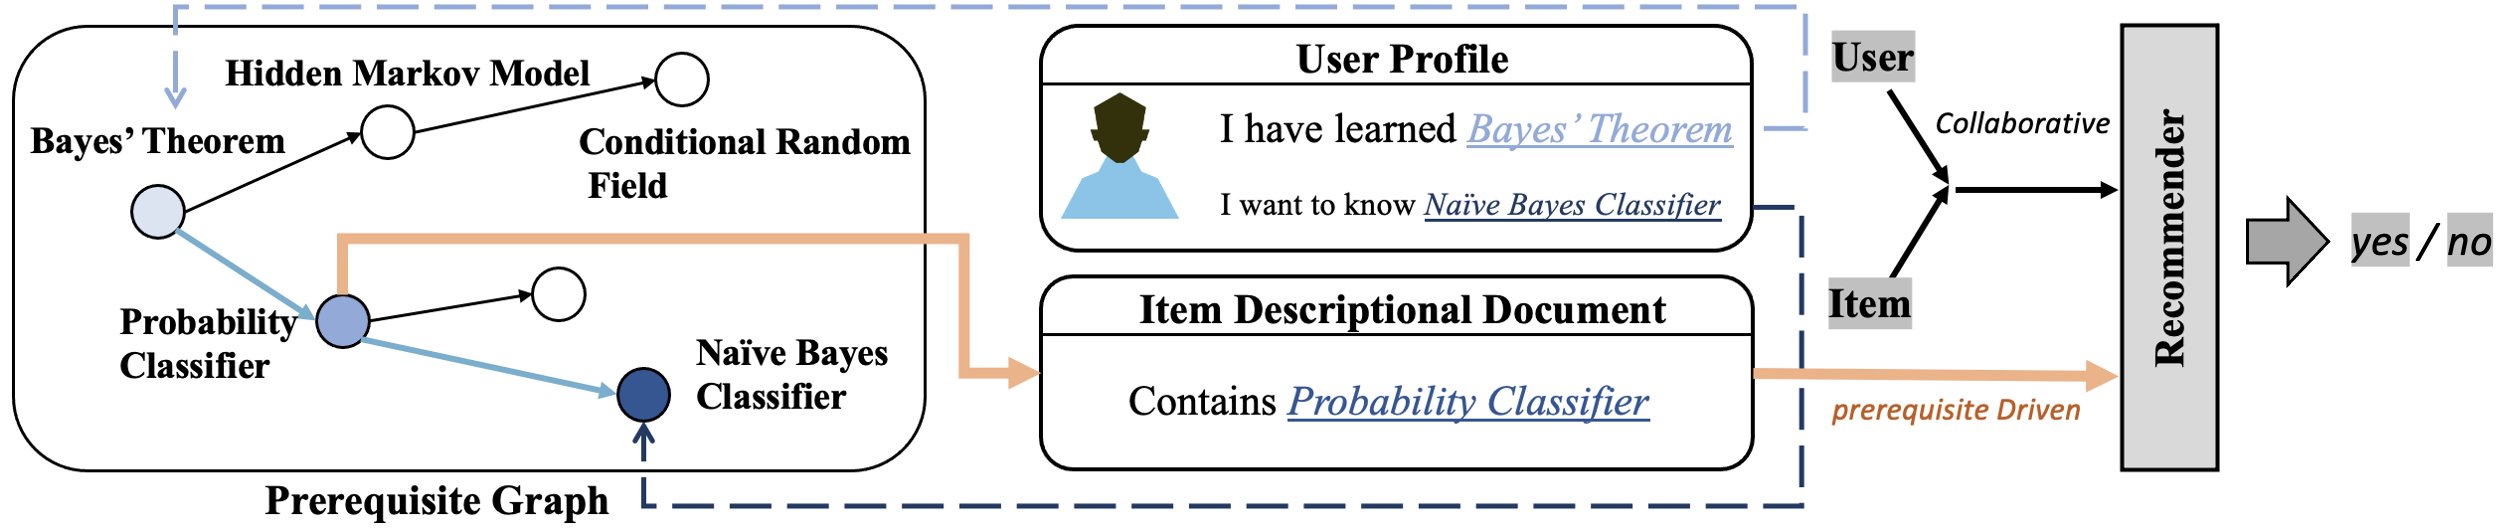 Hidden Markov Model
Bayes’ Theorem
Conditional Random
Field
Probability
Classifier
Naïve Bayes
Classifier
Prerequisite Graph
User Profile
I have learned Bayes’ Theorem
I want to know Naïve Bayes Classifier
Item Descriptional Document
Contains Probability Classifier
User
Collaborative
Item
prerequisite Driven
Recommender
yes / no